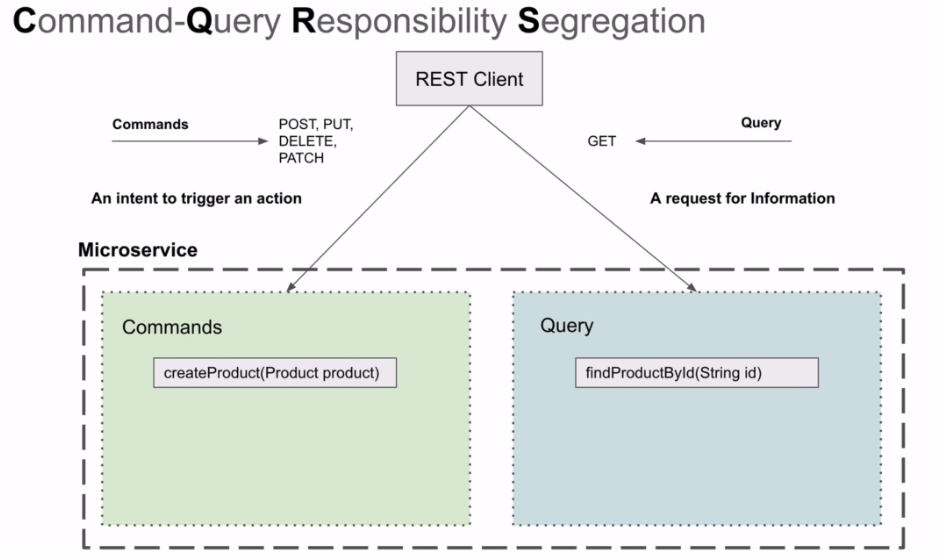 Command-Query Responsibility Segregation
REST Client
Commands
POST, PUT,
DELETE,
PATCH
GET
Query
An intent to trigger an action
A request for Information
Microservice
Commands
createProduct(Product product)
Query
findProductById(String id)